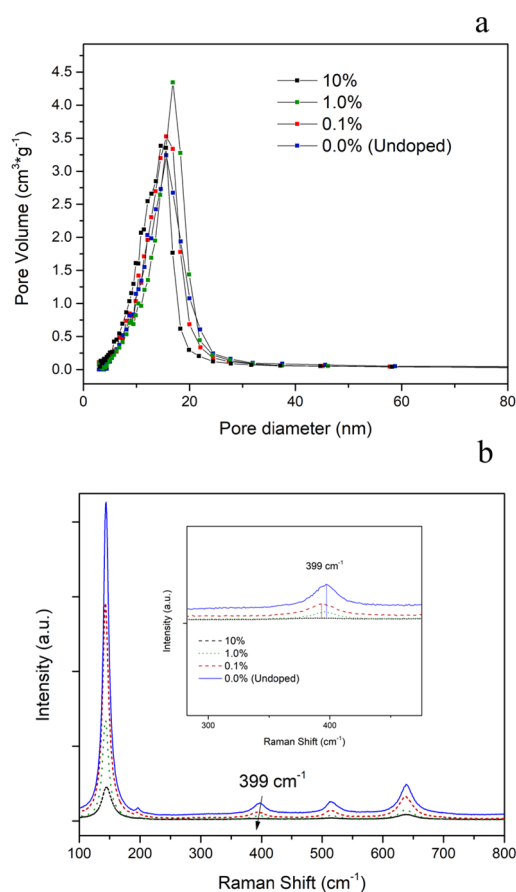 a
4.5
4.0
3.5
3.0
2.5
2.0
1.5
1.0
0.5
0.0
Pore Volume (cm³*g⁻¹)
10%
1.0%
0.1%
0.0% (Undoped)
0 20 40 60 80
Pore diameter (nm)
b
Intensity (a.u.)
399 cm⁻¹
Intensity (a.u.)
10%
1.0%
0.1%
0.0% (Undoped)
300 400
Raman Shift (cm⁻¹)
399 cm⁻¹
100 200 300 400 500 600 700 800
Raman Shift (cm⁻¹)